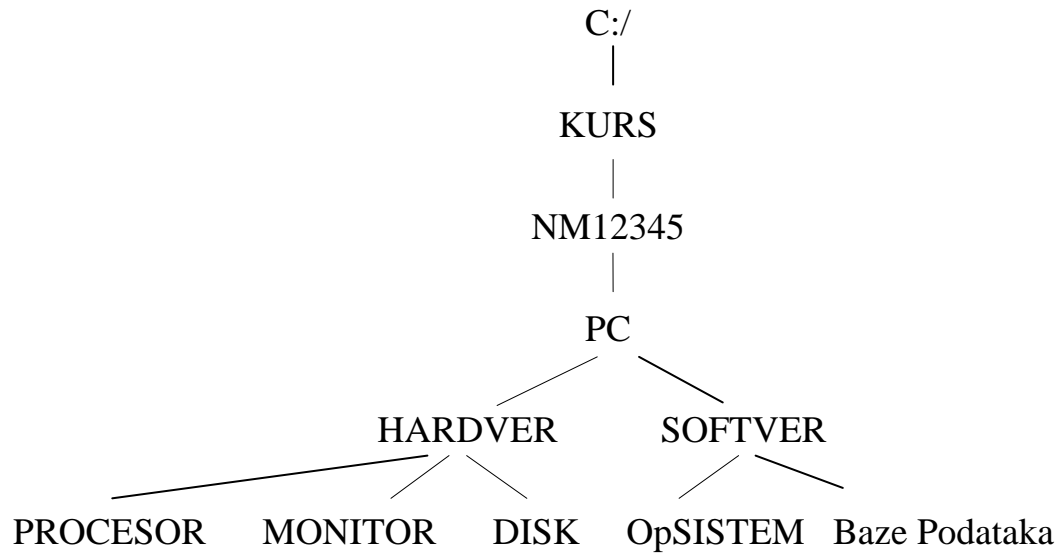 C:/
KURS
NM12345
PC
HARDVER SOFTVER
PROCESOR MONITOR DISK OpSISTEM Baze Podataka